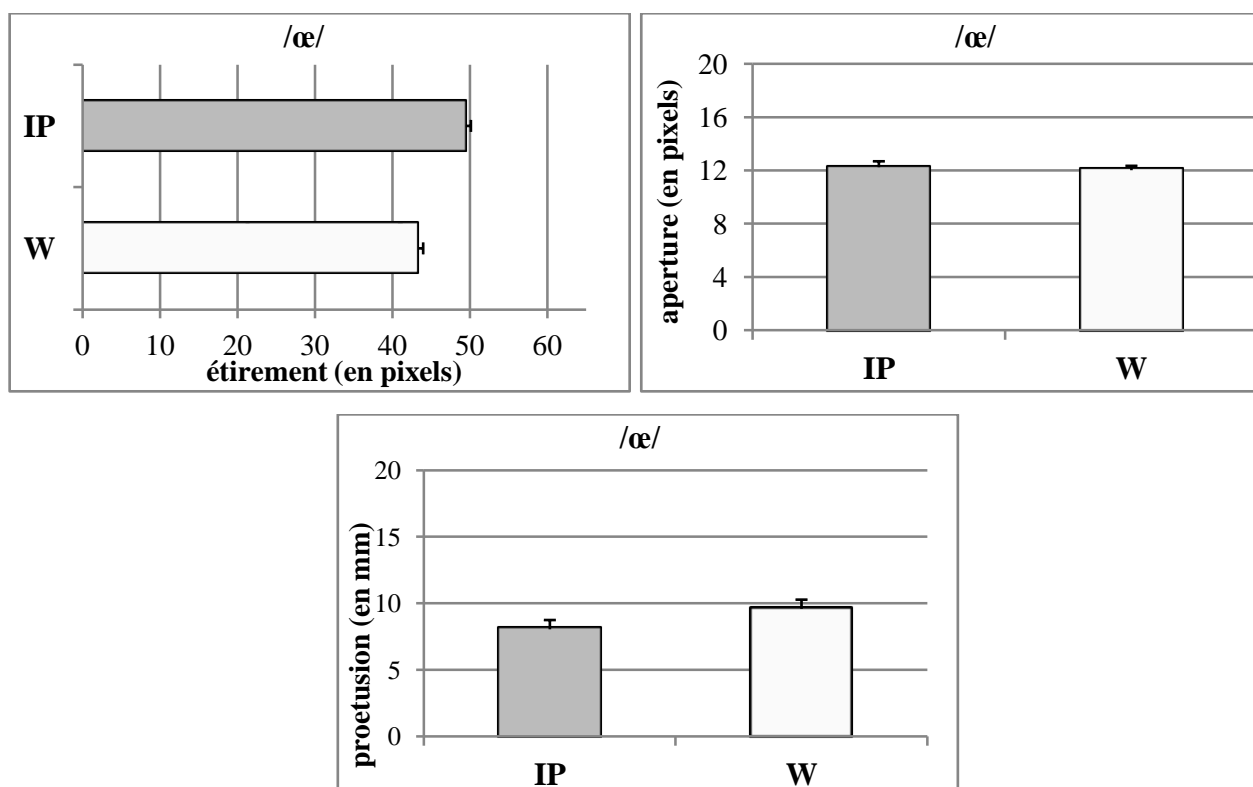 /œ/
IP
W
0 10 20 30 40 50 60
étirement (en pixels)
/œ/
aperture (en pixels)
20
16
12
8
4
0
IP W
/œ/
proetusion (en mm)
20
15
10
5
0
IP W